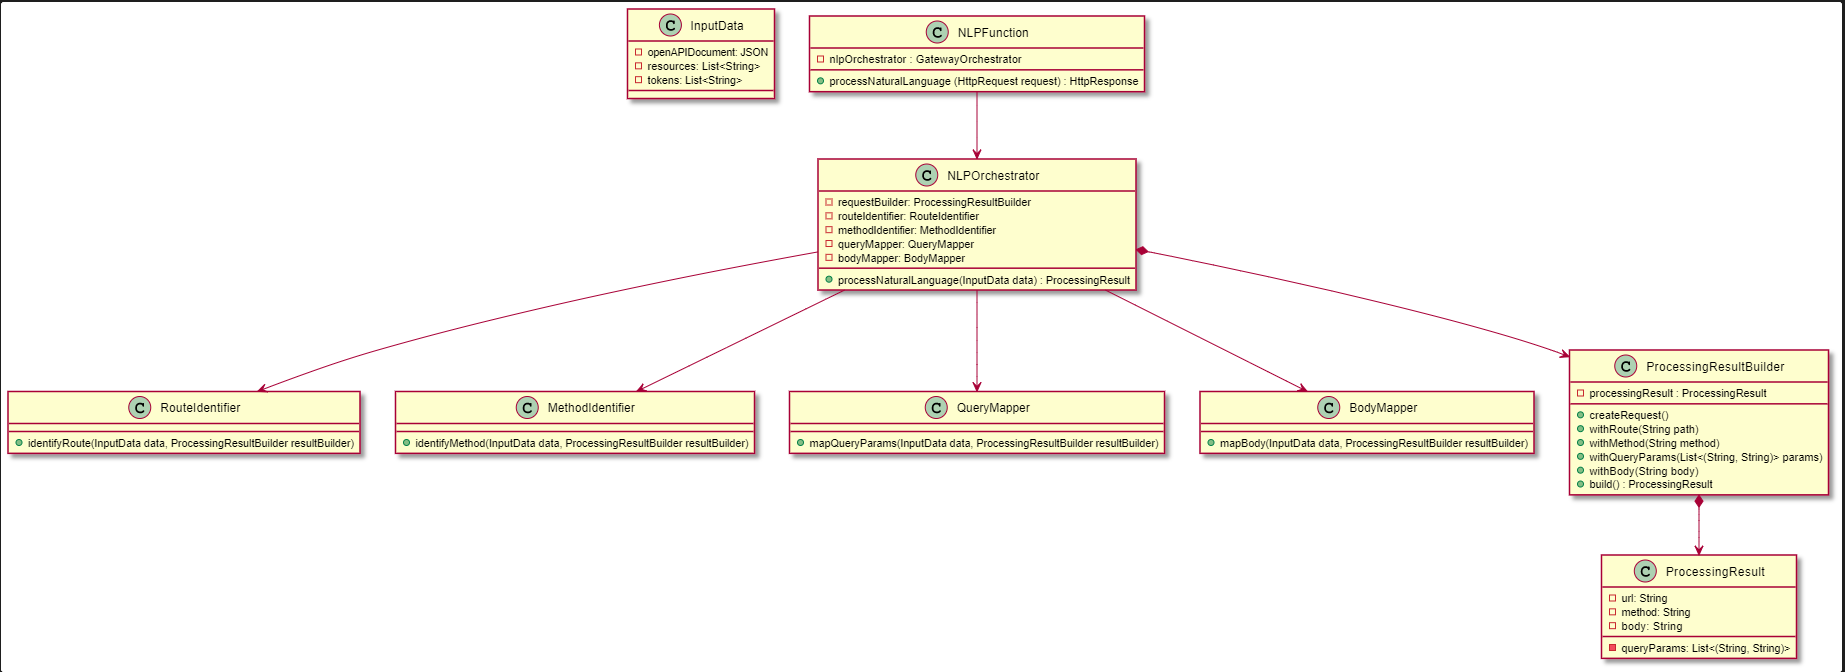 C InputData
openAPIDocument: JSON
resources: List<String>
tokens: List<String>
C NLPFunction
nlpOrchestrator : GatewayOrchestrator
processNaturalLanguage (HttpRequest request) : HttpResponse
C NLPOrchestrator
requestBuilder: ProcessingResultBuilder
routeIdentifier: RouteIdentifier
methodIdentifier: MethodIdentifier
queryMapper: QueryMapper
bodyMapper: BodyMapper
processNaturalLanguage(InputData data) : ProcessingResult
C RouteIdentifier
identifyRoute(InputData data, ProcessingResultBuilder resultBuilder)
C MethodIdentifier
identifyMethod(InputData data, ProcessingResultBuilder resultBuilder)
C QueryMapper
mapQueryParams(InputData data, ProcessingResultBuilder resultBuilder)
C BodyMapper
mapBody(InputData data, ProcessingResultBuilder resultBuilder)
C ProcessingResultBuilder
processingResult : ProcessingResult
createRequest()
withRoute(String path)
withMethod(String method)
withQueryParams(List<(String, String)> params)
withBody(String body)
build() : ProcessingResult
C ProcessingResult
url: String
method: String
body: String
queryParams: List<(String, String)>